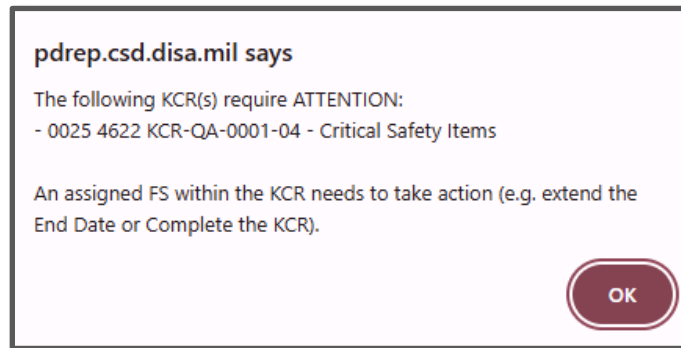 pdrep.csd.disa.mil says
The following KCR(s) require ATTENTION:
- 0025 4622 KCR-QA-0001-04 - Critical Safety Items
An assigned FS within the KCR needs to take action (e.g. extend the
End Date or Complete the KCR).
OK